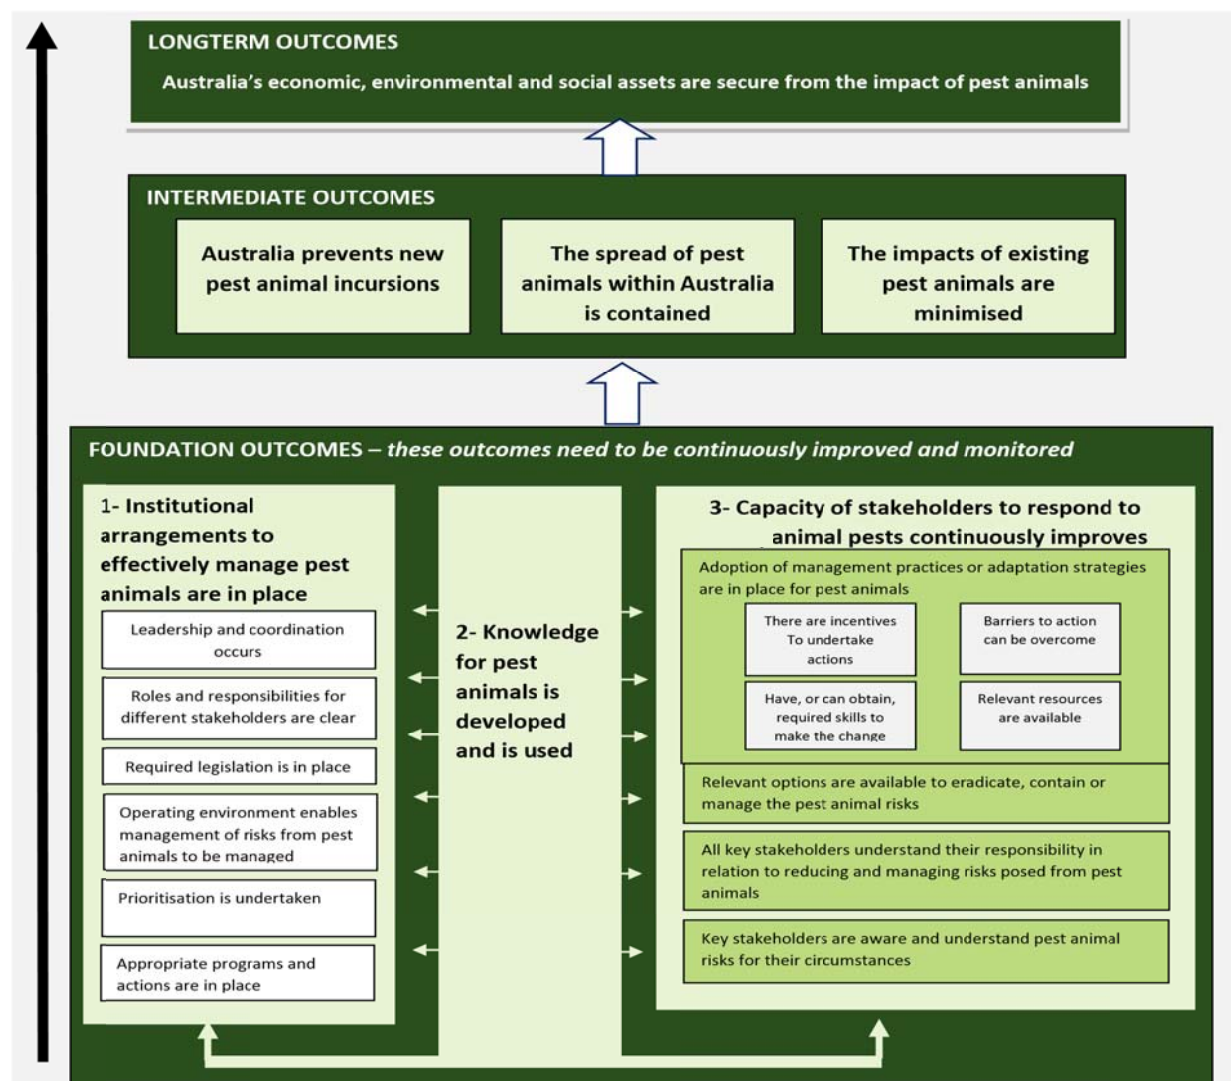 LONGTERM OUTCOMES
Australia's economic, environmental and social assets are secure from the impact of pest animals
INTERMEDIATE OUTCOMES
Australia prevents new
pest animal incursions
The spread of pest
animals within Australia
is contained
The impacts of existing
pest animals are
minimised
FOUNDATION OUTCOMES – these outcomes need to be continuously improved and monitored
1- Institutional
arrangements to
effectively manage pest
animals are in place
Leadership and coordination
occurs
Roles and responsibilities for
different stakeholders are clear
Required legislation is in place
Operating environment enables
management of risks from pest
animals to be managed
Prioritisation is undertaken
Appropriate programs and
actions are in place
2- Knowledge
for pest
animals is
developed
and is used
3- Capacity of stakeholders to respond to
animal pests continuously improves
Adoption of management practices or adaptation strategies
are in place for pest animals
There are incentives
To undertake
actions
Barriers to action
can be overcome
Have, or can obtain,
required skills to
make the change
Relevant resources
are available
Relevant options are available to eradicate, contain or
manage the pest animal risks
All key stakeholders understand their responsibility in
relation to reducing and managing risks posed from pest
animals
Key stakeholders are aware and understand pest animal
risks for their circumstances